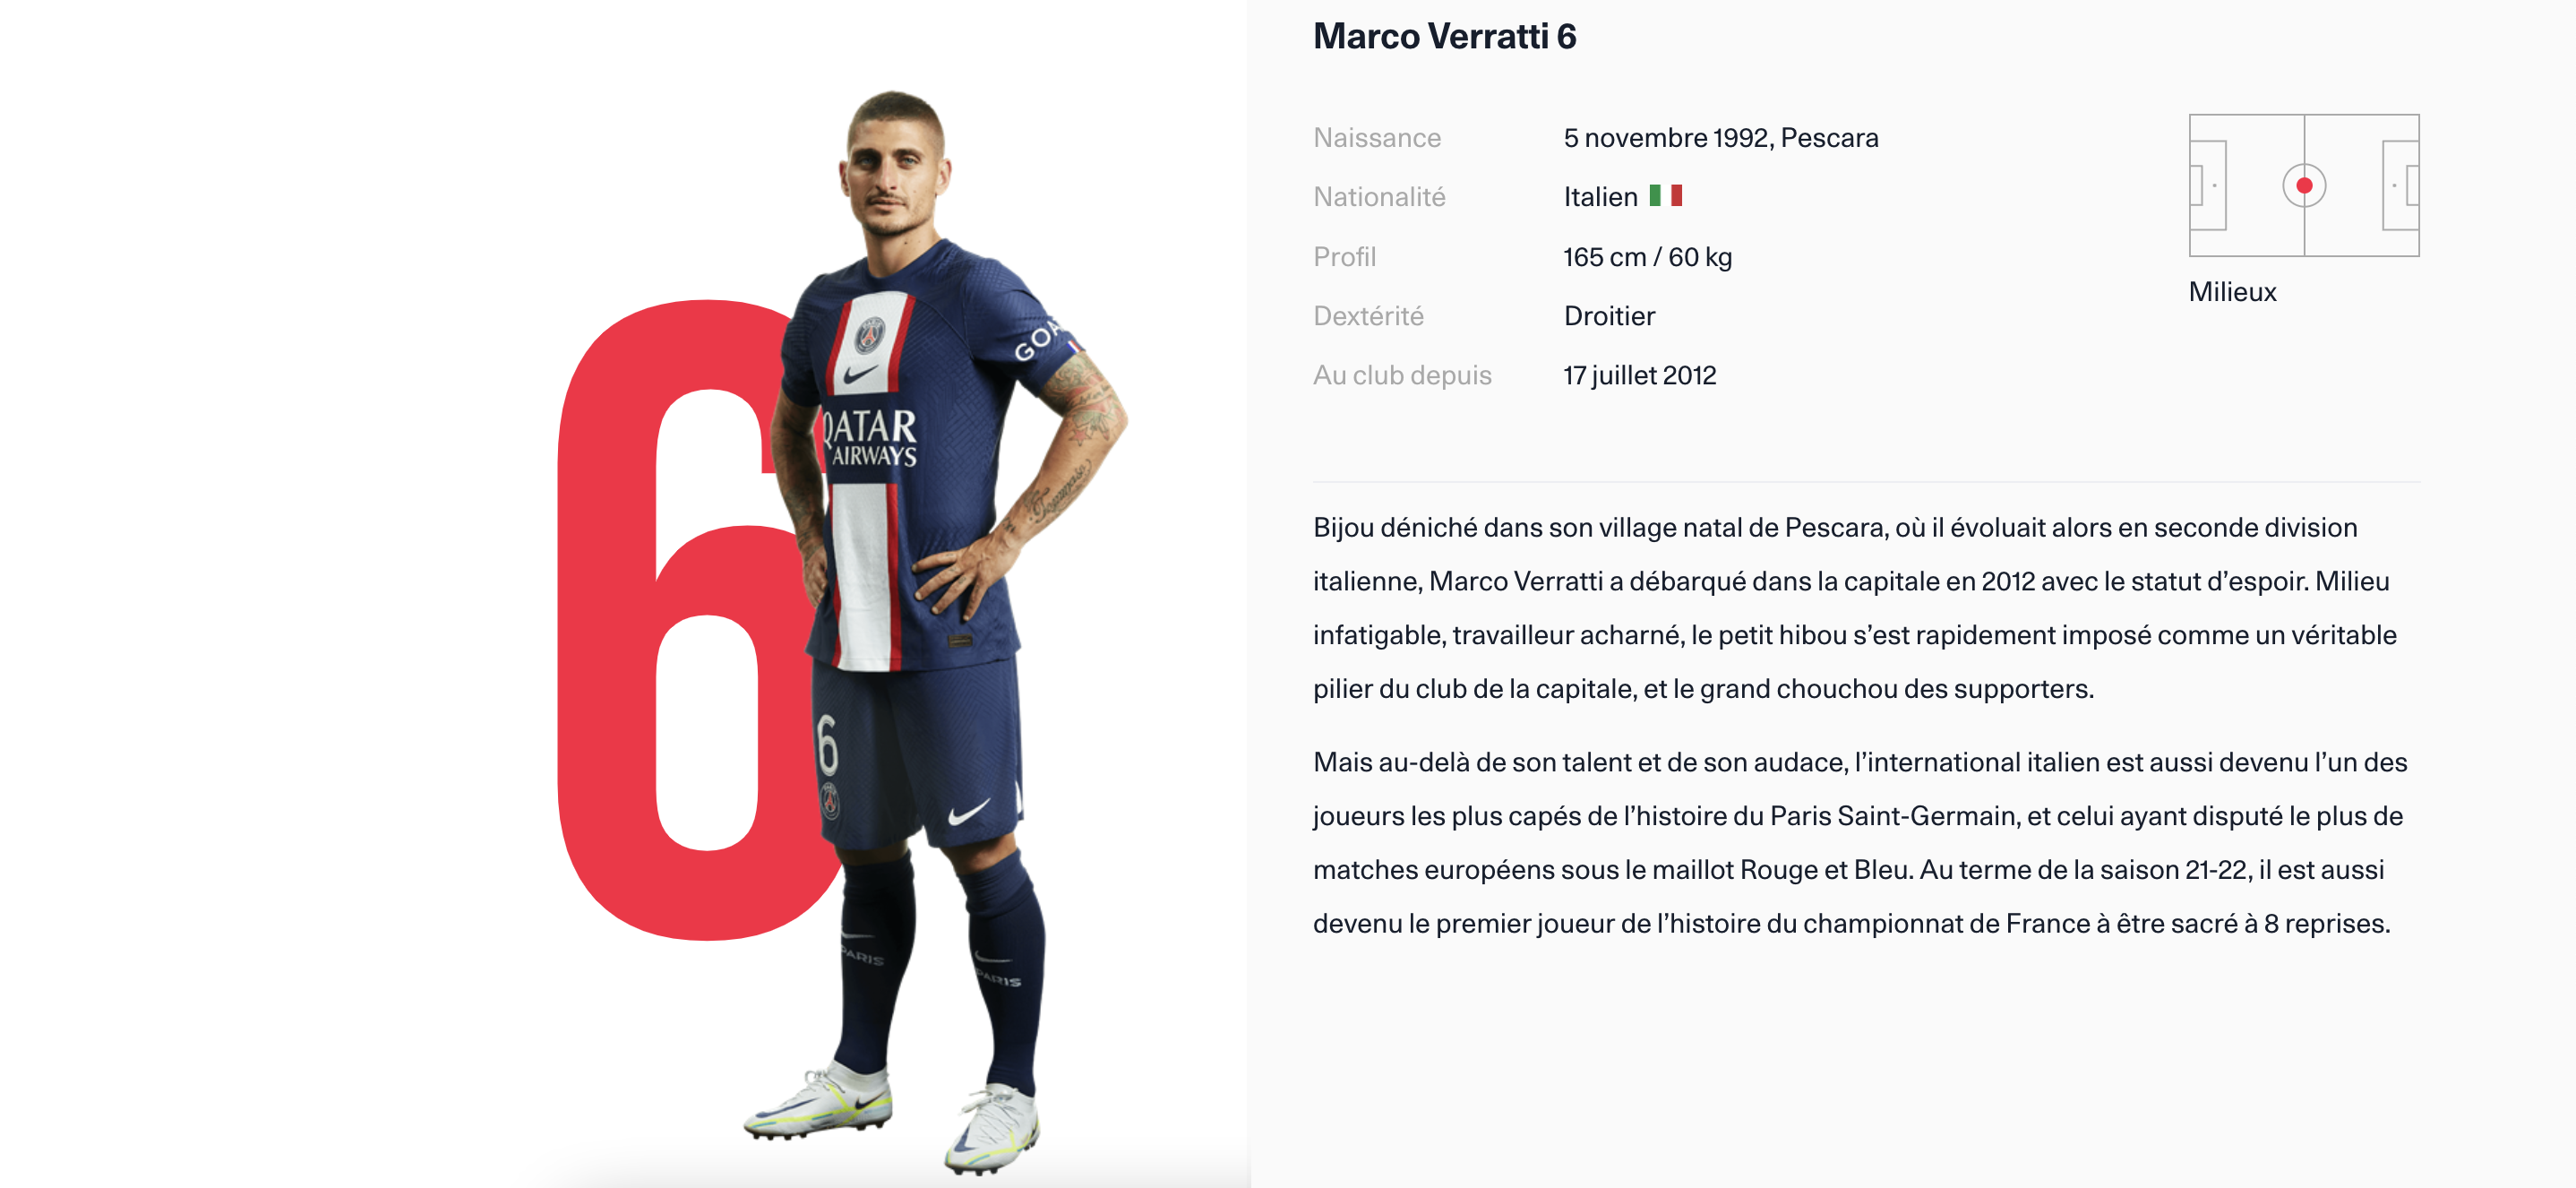 6
GOA
QATAR
AIRWAYS
6
PARIS
PARIS
Marco Verratti 6
Naissance 5 novembre 1992, Pescara
Nationalité Italien
Profil 165 cm / 60 kg
Dextérité Droitier
Au club depuis 17 juillet 2012
Milieux
Bijou déniché dans son village natal de Pescara, où il évoluait alors en seconde division
italienne, Marco Verratti a débarqué dans la capitale en 2012 avec le statut d’espoir. Milieu
infatigable, travailleur acharné, le petit hibou s’est rapidement imposé comme un véritable
pilier du club de la capitale, et le grand chouchou des supporters.
Mais au-delà de son talent et de son audace, l’international italien est aussi devenu l’un des
joueurs les plus capés de l’histoire du Paris Saint-Germain, et celui ayant disputé le plus de
matches européens sous le maillot Rouge et Bleu. Au terme de la saison 21-22, il est aussi
devenu le premier joueur de l’histoire du championnat de France à être sacré à 8 reprises.